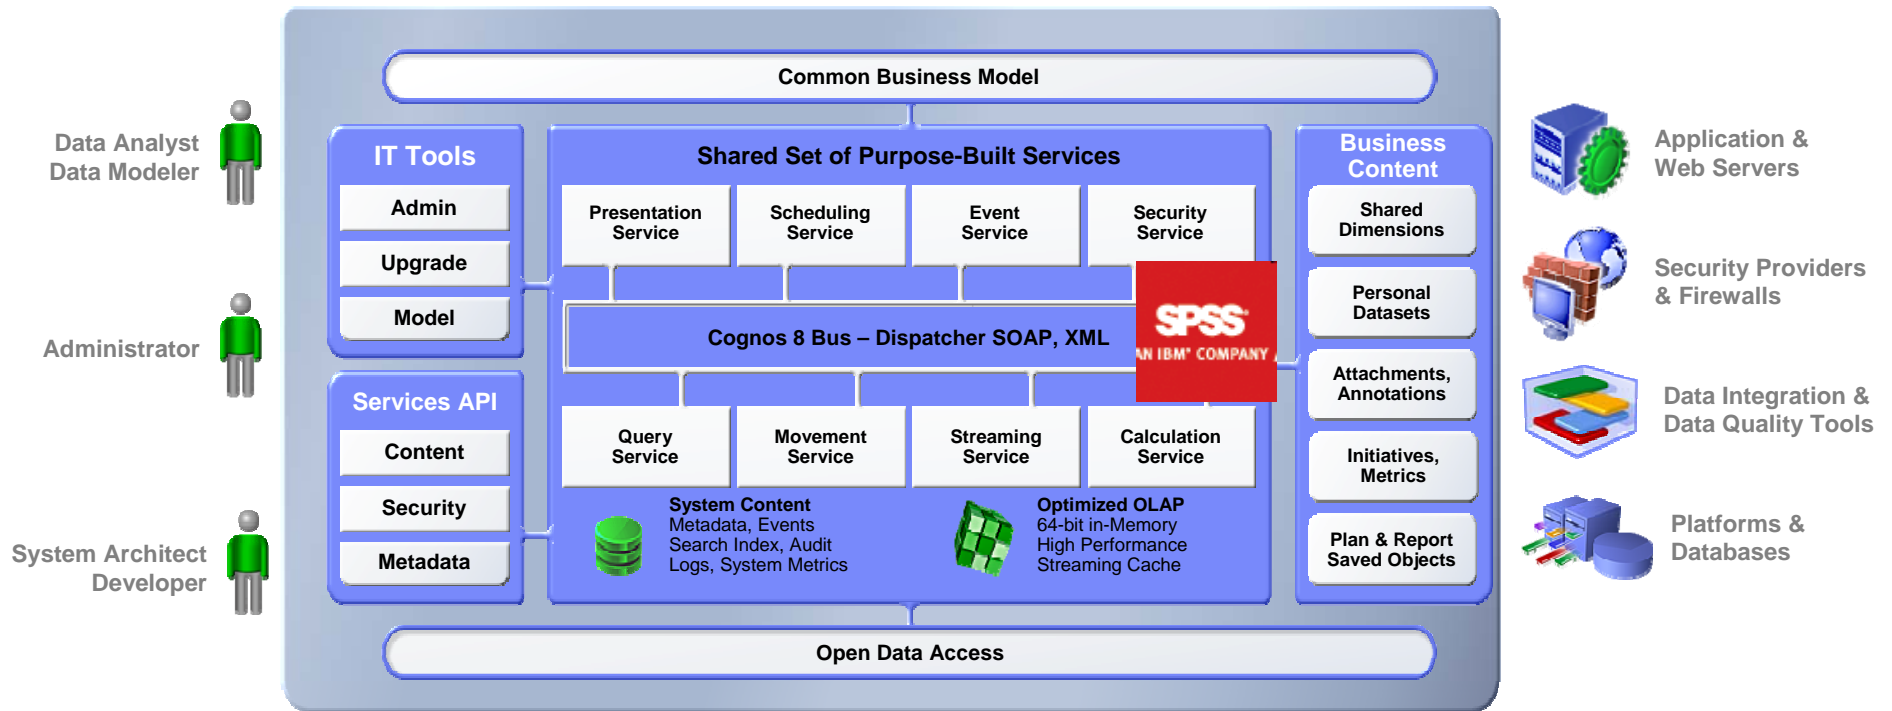 Common Business Model
Data Analyst
Data Modeler
Administrator
System Architect
Developer
IT Tools
Admin
Upgrade
Model
Services API
Content
Security
Metadata
Shared Set of Purpose-Built Services
Presentation
Service
Scheduling
Service
Event
Service
Security
Service
Cognos 8 Bus – Dispatcher SOAP, XML
SPSS
AN IBM® COMPANY
Query
Service
Movement
Service
Streaming
Service
Calculation
Service
System Content
Metadata, Events
Search Index, Audit
Logs, System Metrics
Optimized OLAP
64-bit in-Memory
High Performance
Streaming Cache
Business
Content
Shared
Dimensions
Personal
Datasets
Attachments,
Annotations
Initiatives,
Metrics
Plan & Report
Saved Objects
Open Data Access
Application &
Web Servers
Security Providers
& Firewalls
Data Integration &
Data Quality Tools
Platforms &
Databases